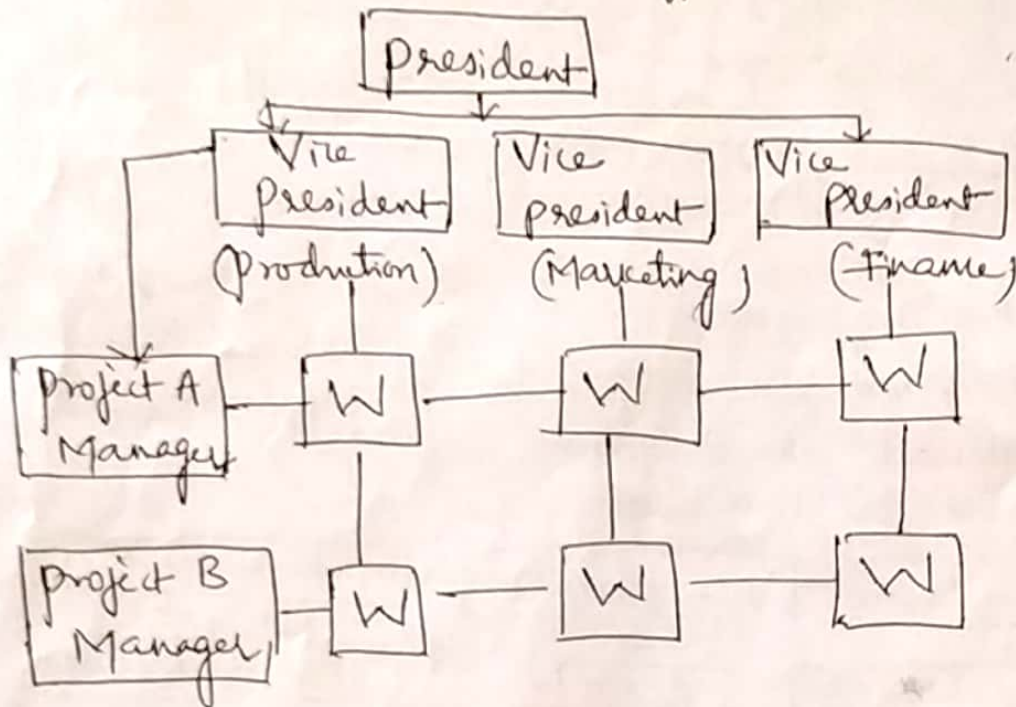 President
Vice
president
(production)
Vice
president
(Marketing)
Vice
president
(Finance)
project A
Manager
W
W
W
project B
Manager
W
W
W